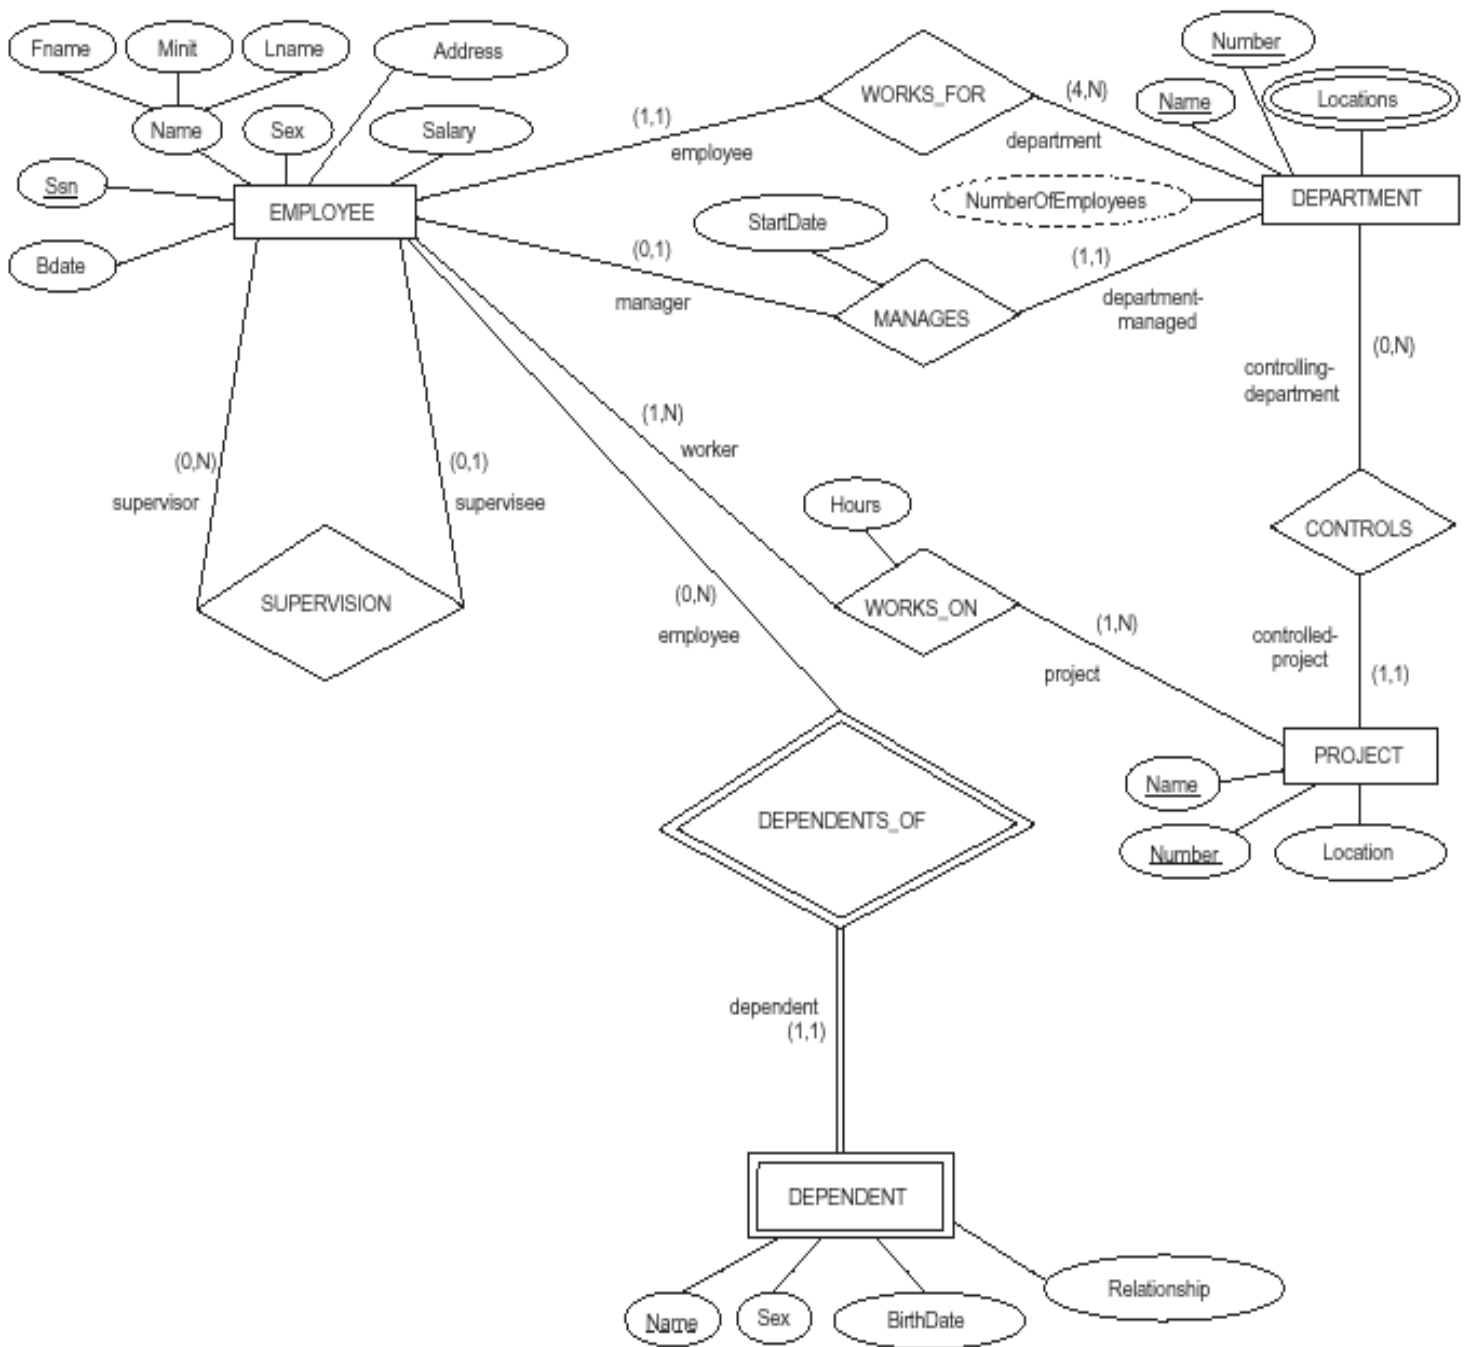 Number
Fname
Minit
Lname
Address
WORKS_FOR
(4,N)
Name
Locations
(1,1)
Name
Sex
Salary
employee
department
Ssn
EMPLOYEE
NumberOfEmployees
DEPARTMENT
StartDate
Bdate
(0,1)
(1,1)
manager
MANAGES
department-
managed
(0,N)
controlling-
department
(1,N)
worker
(0,N)
(0,1)
supervisor
supervisee
Hours
CONTROLS
SUPERVISION
(0,N)
WORKS_ON
employee
(1,N)
controlled-
project
project
(1,1)
PROJECT
Name
DEPENDENTS_OF
Number
Location
dependent
(1,1)
DEPENDENT
Relationship
Name
Sex
BirthDate